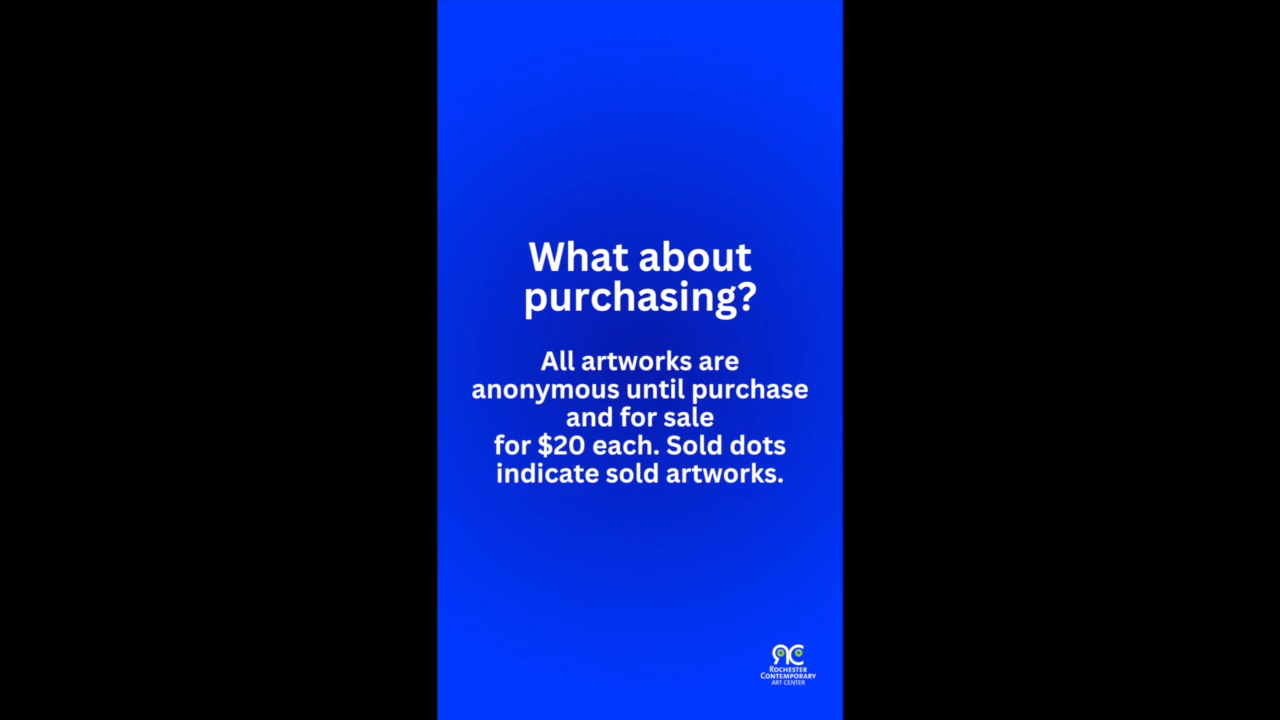 What about
purchasing?
All artworks are
anonymous until purchase
and for sale
for $20 each. Sold dots
indicate sold artworks.
ROCHESTER
CONTEMPORARY
ART CENTER